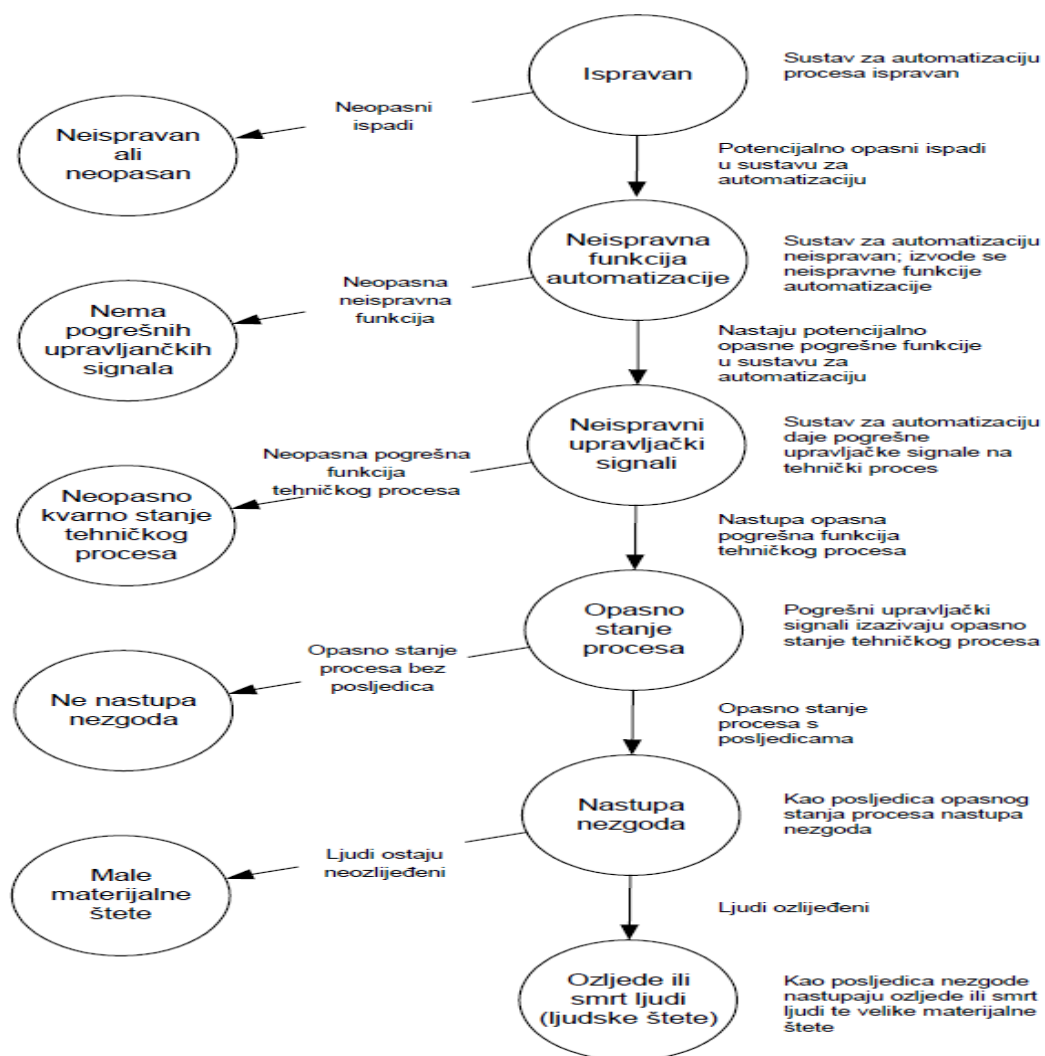 Ispravan
Sustav za automatizaciju
procesa ispravan
Neopasni
ispadi
Neispravan
ali
neopasan
Potencijalno opasni ispadi
u sustavu za
automatizaciju
Neispravna
funkcija
automatizacije
Sustav za automatizaciju
neispravan; izvode se
neispravne funkcije
automatizacije
Neopasna
neispravna
funkcija
Nema
pogrešnih
upravljančkih
signala
Nastaju potencijalno
opasne pogrešne funkcije
u sustavu za
automatizaciju
Neispravni
upravljački
signali
Sustav za automatizaciju
daje pogrešne
upravljačke signale na
tehnički proces
Neopasna pogrešna
funkcija
tehničkog procesa
Neopasno
kvarno stanje
tehničkog
procesa
Nastupa opasna
pogrešna funkcija
tehničkog procesa
Opasno
stanje
procesa
Pogrešni upravljački
signali izazivaju opasno
stanje tehničkog procesa
Opasno stanje
procesa bez
posljedica
Ne nastupa
nezgoda
Opasno stanje
procesa s
posljedicama
Nastupa
nezgoda
Kao posljedica opasnog
stanja procesa nastupa
nezgoda
Ljudi ostaju
neozlijeđeni
Male
materijalne
štete
Ljudi ozlijeđeni
Ozljede ili
smrt ljudi
(ljudske štete)
Kao posljedica nezgode
nastupaju ozljede ili smrt
ljudi te velike materijalne
štete